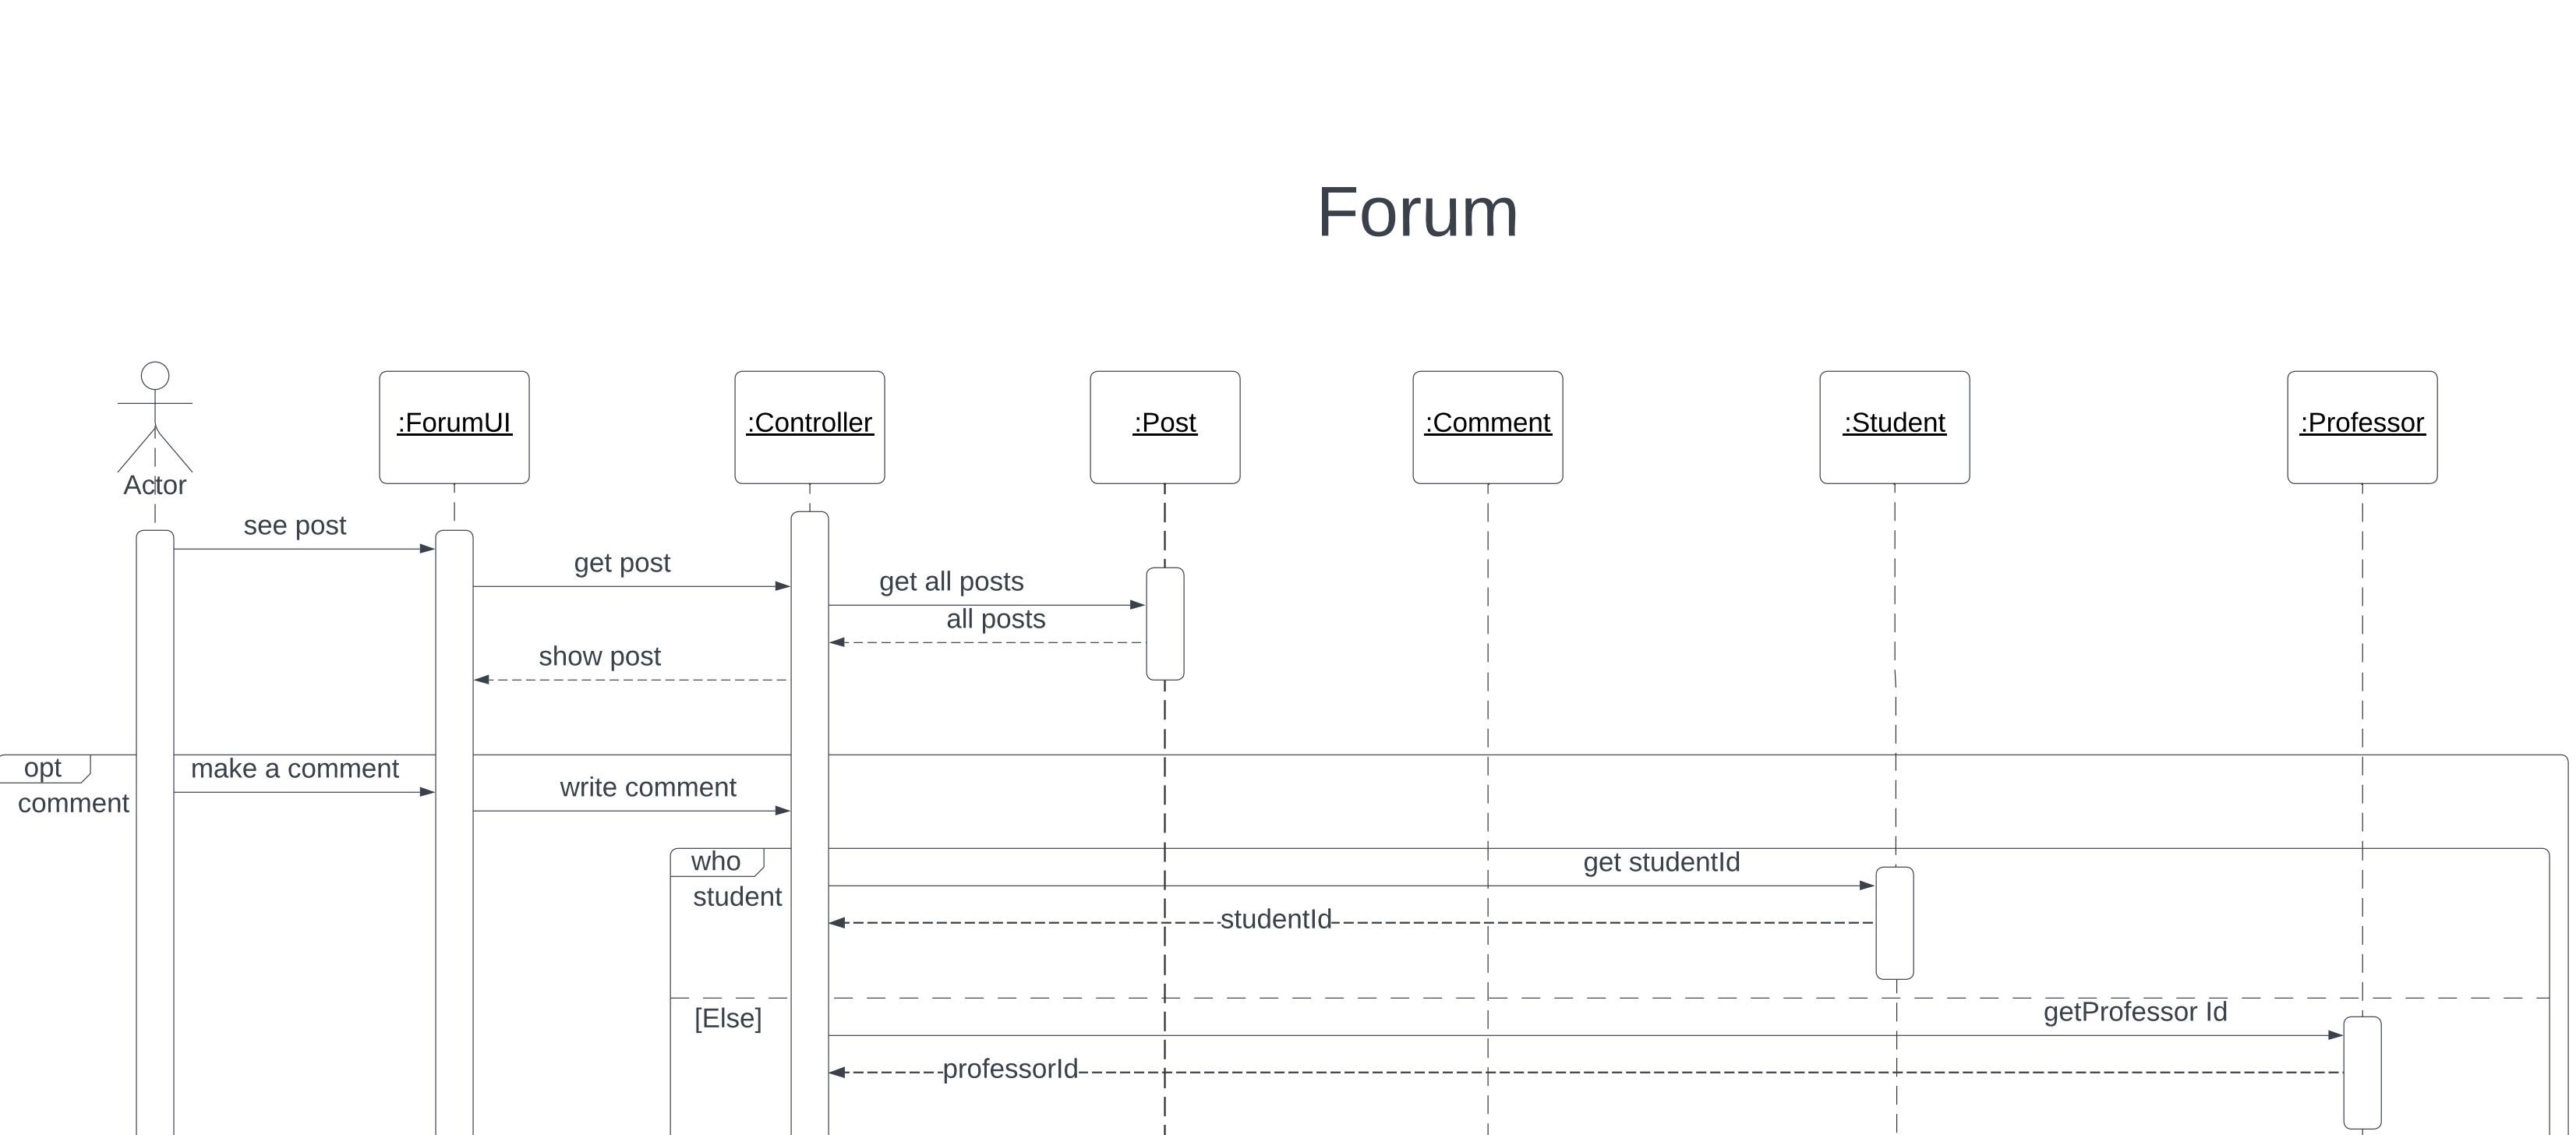 Forum
Actor
:ForumUI
:Controller
:Post
:Comment
:Student
:Professor
see post
get post
get all posts
all posts
show post
opt
comment
make a comment
write comment
who
student
get studentId
studentId
[Else]
getProfessor Id
professorId